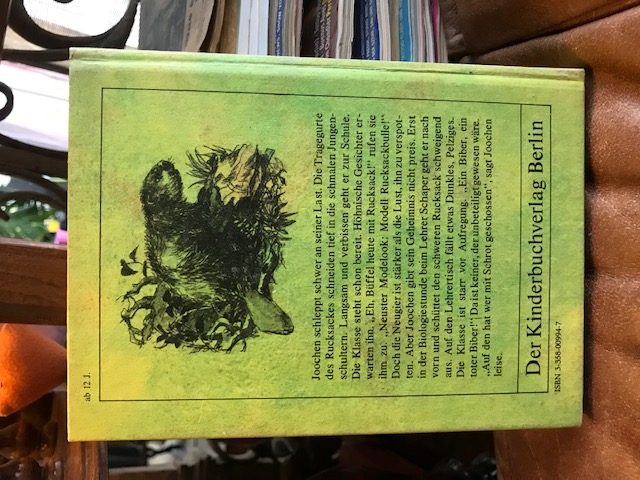 ab 12 J.
Joochen schleppt schwer an seiner Last. Die Tragegurte
des Rucksackes schneiden tief in die schmalen Jungen-
schultern. Langsam und verbissen geht er zur Schule.
Die Klasse steht schon bereit. Höhnische Gesichter er-
warten ihn. „Eh, Büffel heute mit Rucksack!“ rufen sie
ihm zu. „Neuster Modelook: Modell Rucksackbulle!“
Doch die Neugier ist stärker als die Lust, ihn zu verspot-
ten. Aber Joochen gibt sein Geheimnis nicht preis. Erst
in der Biologiestunde beim Lehrer Schaper geht er nach
vorn und schüttet den schweren Rucksack schweigend
aus. Auf den Lehrertisch fällt etwas Dunkles, Pelziges.
Die Klasse ist starr vor Aufregung. „Ein Biber, ein
toter Biber!“ Da ist keiner, der unbeteiligt gewesen wäre.
„Auf den hat wer mit Schrot geschossen“, sagt Joochen
leise.
Der Kinderbuchverlag Berlin
ISBN 3-358-00994-7